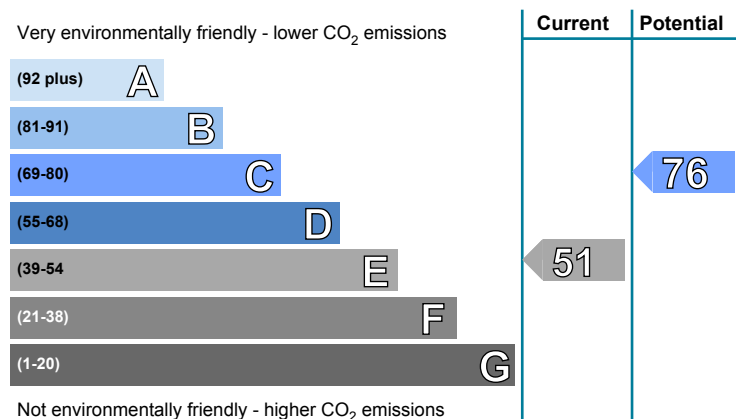 Very environmentally friendly - lower CO₂ emissions
Current
Potential
(92 plus) A
(81-91) B
(69-80) C
76
(55-68) D
(39-54 E
51
(21-38) F
(1-20) G
Not environmentally friendly - higher CO₂ emissions